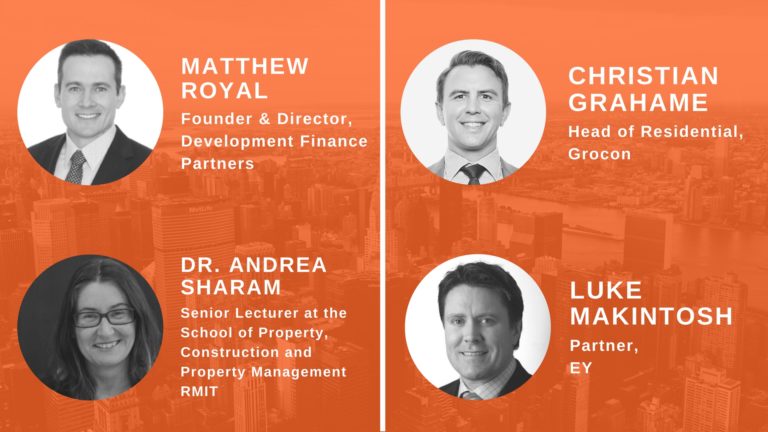 MATTHEW
ROYAL
Founder & Director,
Development Finance
Partners
CHRISTIAN
GRAHAME
Head of Residential,
Grocon
DR. ANDREA
SHARAM
Senior Lecturer at the
School of Property,
Construction and
Property Management
RMIT
LUKE
MAKINTOSH
Partner,
EY
MetLife